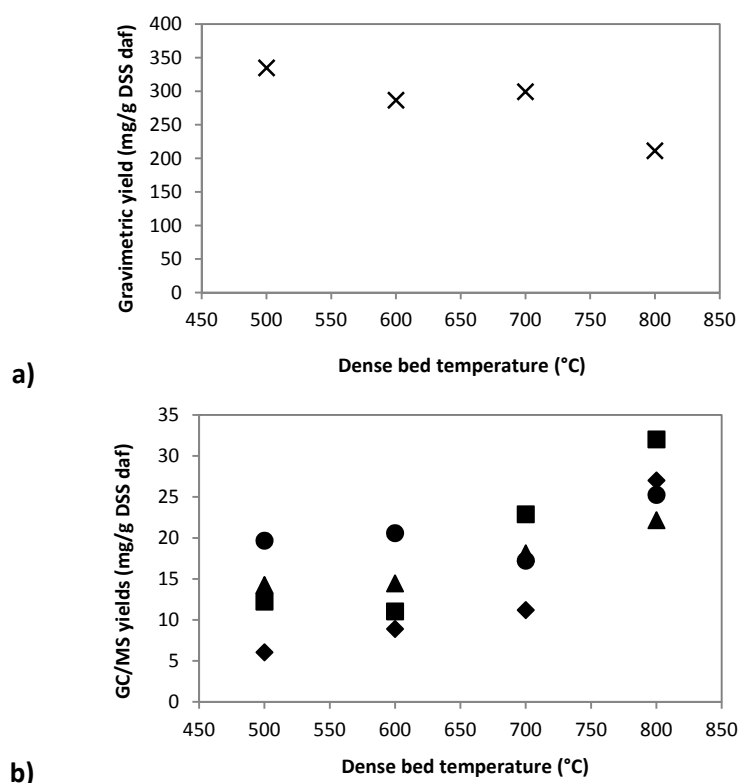 400
350
300
250
200
150
100
50
0
450 500 550 600 650 700 750 800 850
Gravimetric yield (mg/g DSS daf)
Dense bed temperature (°C)
a)
35
30
25
20
15
10
5
0
450 500 550 600 650 700 750 800 850
GC/MS yields (mg/g DSS daf)
Dense bed temperature (°C)
b)